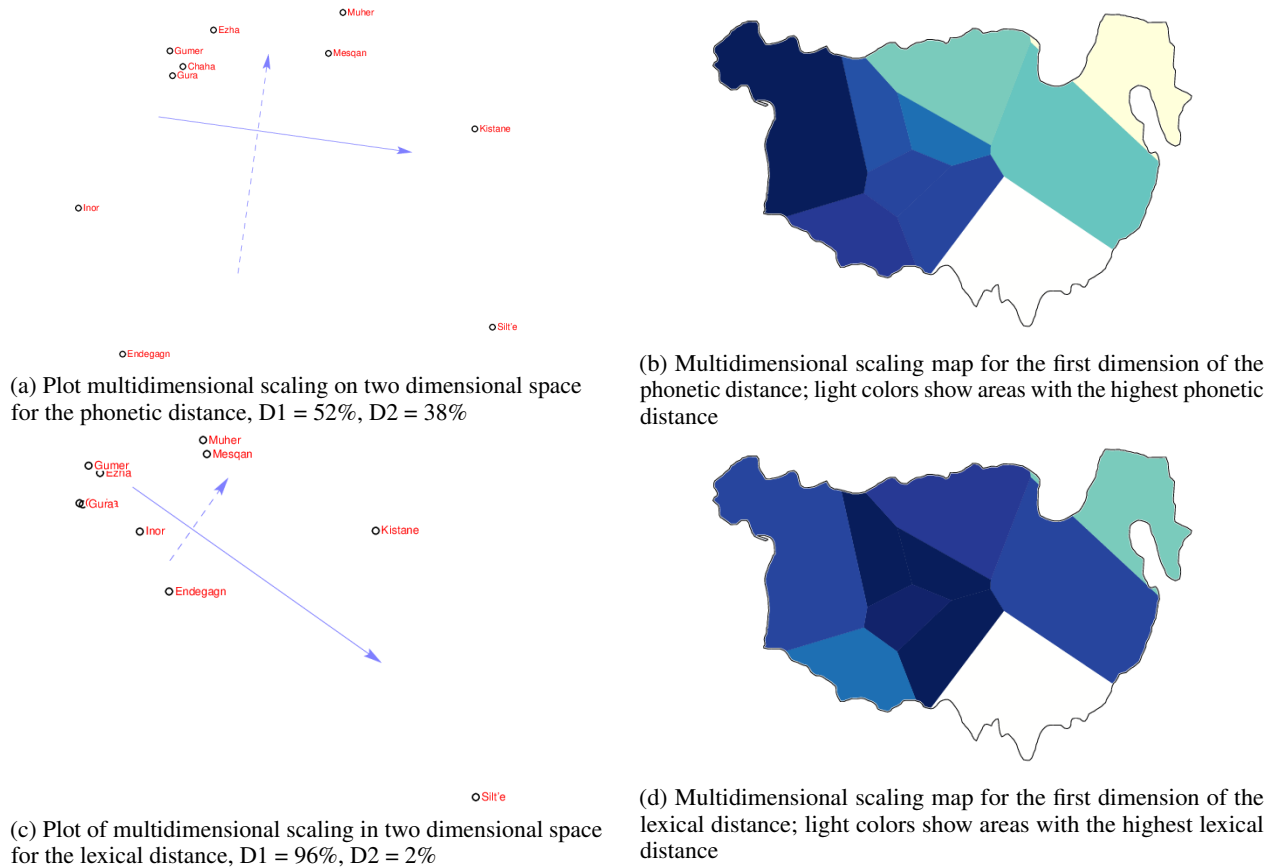 Muher
Ezha
Gumer
Mesqan
Chaha
Gura
Kistane
Inor
Silt'e
Endegagn
(a) Plot multidimensional scaling on two dimensional space
for the phonetic distance, D1 = 52%, D2 = 38%
(b) Multidimensional scaling map for the first dimension of the
phonetic distance; light colors show areas with the highest phonetic
distance
Muher
Mesqan
Gumer
Ezha
Gura
Inor
Kistane
Endegagn
Silt'e
(c) Plot of multidimensional scaling in two dimensional space
for the lexical distance, D1 = 96%, D2 = 2%
(d) Multidimensional scaling map for the first dimension of the
lexical distance; light colors show areas with the highest lexical
distance